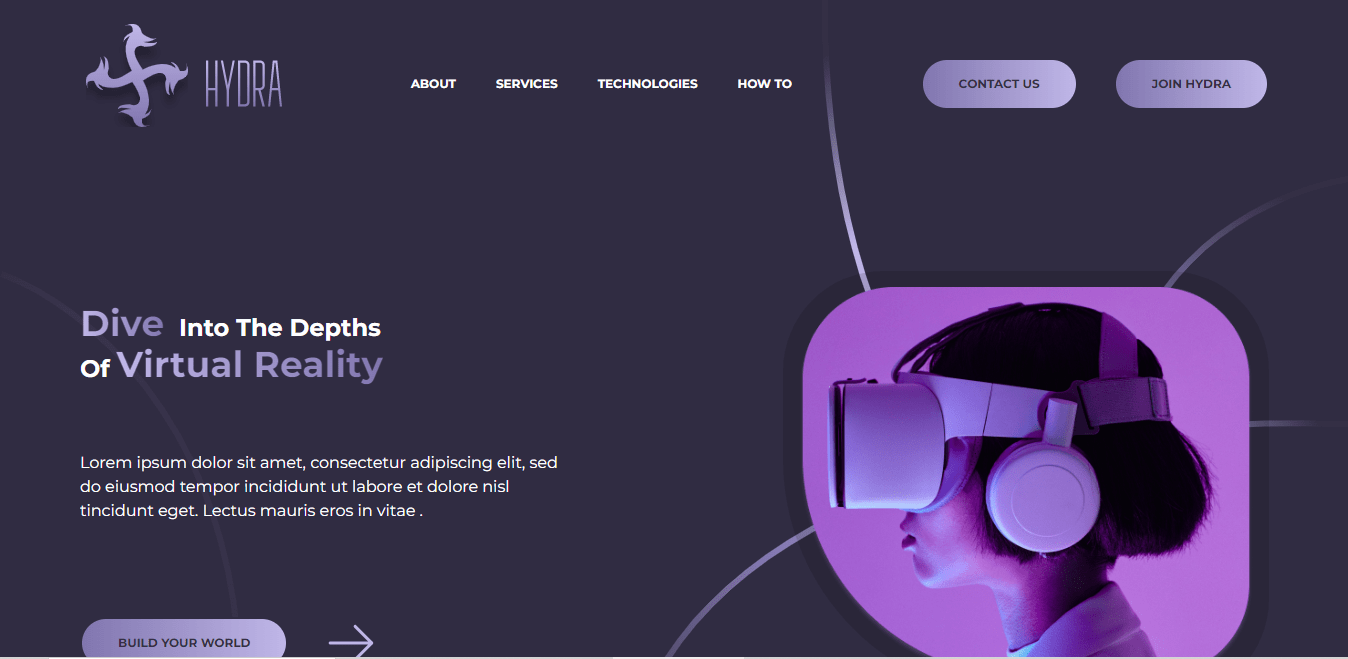 HYDRA
ABOUT
SERVICES
TECHNOLOGIES
HOW TO
CONTACT US
JOIN HYDRA
Dive Into The Depths
Of Virtual Reality
Lorem ipsum dolor sit amet, consectetur adipiscing elit, sed
do eiusmod tempor incididunt ut labore et dolore nisl
tincidunt eget. Lectus mauris eros in vitae .
BUILD YOUR WORLD